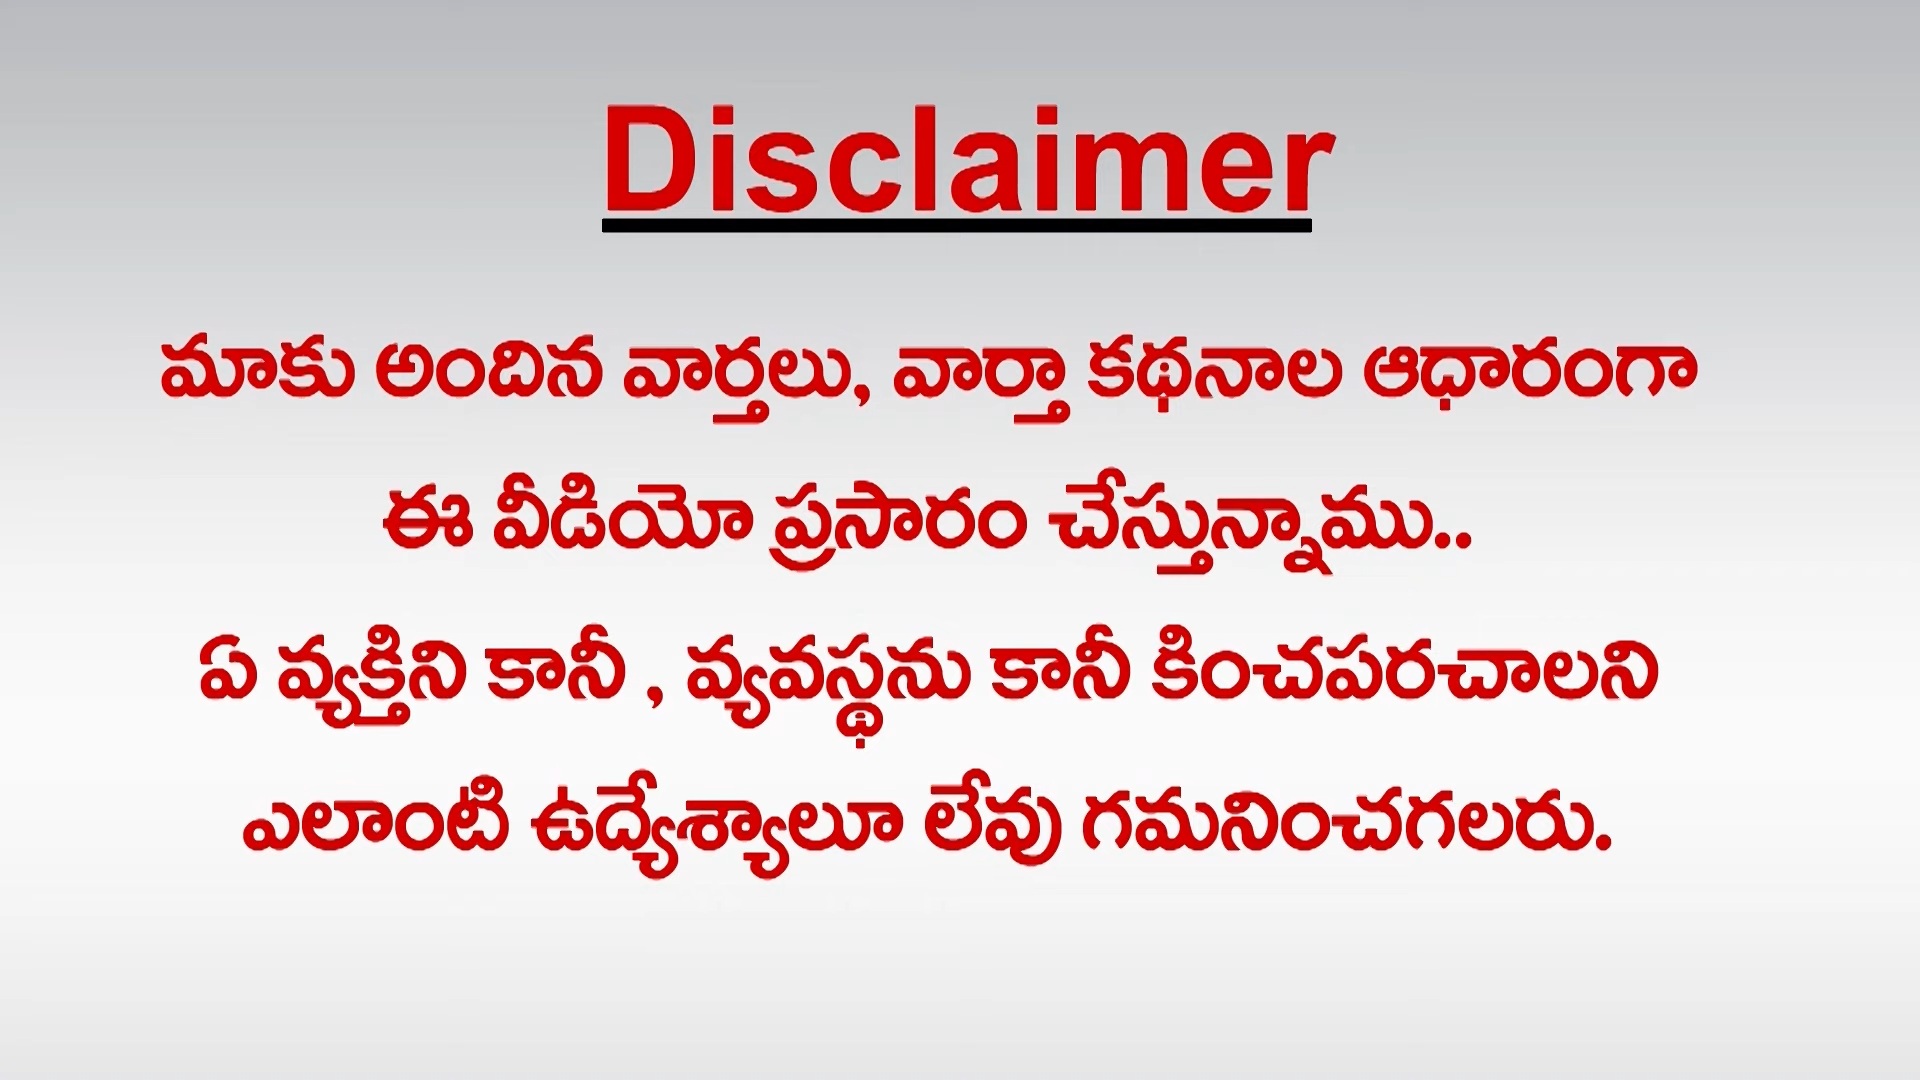 Disclaimer
మాకు అందిన వార్తలు, వార్తా కథనాల ఆధారంగా
ఈ వీడియో ప్రసారం చేస్తున్నాము..
ఏ వ్యక్తిని కానీ , వ్యవస్థను కానీ కించపరచాలని
ఎలాంటి ఉద్యేశ్యాలూ లేవు గమనించగలరు.